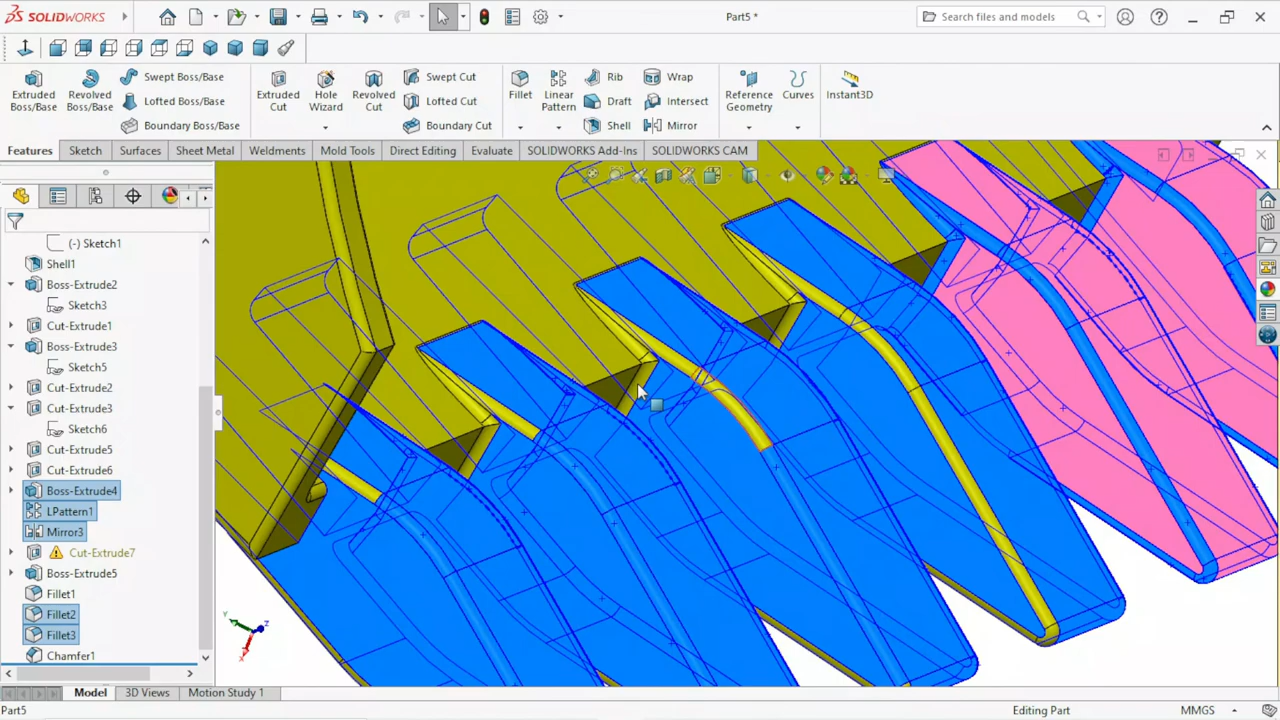 SOLIDWORKS
Part5 *
Search files and models
Extruded Boss/Base
Revolved Boss/Base
Swept Boss/Base
Lofted Boss/Base
Boundary Boss/Base
Extruded Cut
Hole Wizard
Revolved Cut
Swept Cut
Lofted Cut
Boundary Cut
Fillet
Linear Pattern
Rib
Draft
Shell
Wrap
Intersect
Mirror
Reference Geometry
Curves
Instant3D
Features
Sketch
Surfaces
Sheet Metal
Weldments
Mold Tools
Direct Editing
Evaluate
SOLIDWORKS Add-Ins
SOLIDWORKS CAM
(-) Sketch1
Shell1
Boss-Extrude2
Sketch3
Cut-Extrude1
Boss-Extrude3
Sketch5
Cut-Extrude2
Cut-Extrude3
Sketch6
Cut-Extrude5
Cut-Extrude6
Boss-Extrude4
LPattern1
Mirror3
Cut-Extrude7
Boss-Extrude5
Fillet1
Fillet2
Fillet3
Chamfer1
Y
Z
X
Model
3D Views
Motion Study 1
Part5
Editing Part
MMGS